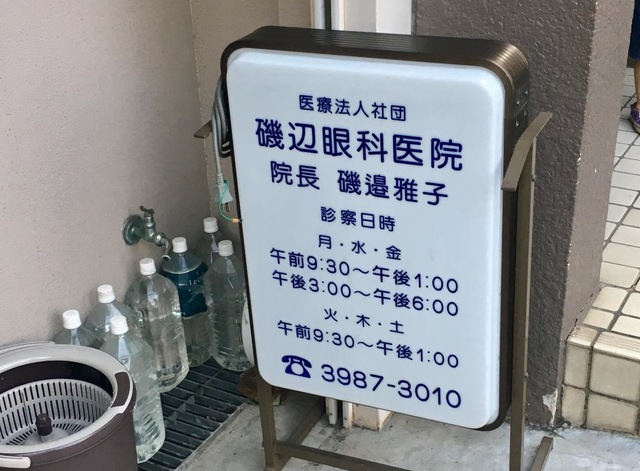 医療法人社団
磯辺眼科医院
院長 磯邉雅子
診察日時
月・水・金
午前9:30～午後1:00
午後3:00～午後6:00
火・木・土
午前9:30～午後1:00
☎ 3987-3010